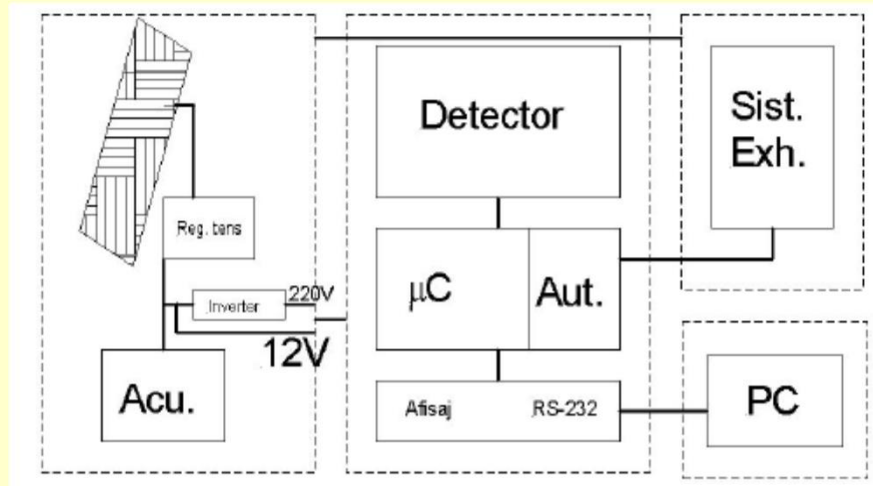 Detector
Sist.
Exh.
Reg. tens
µC
Aut.
Inverter
220V
12V
Acu.
Afisaj
RS-232
PC